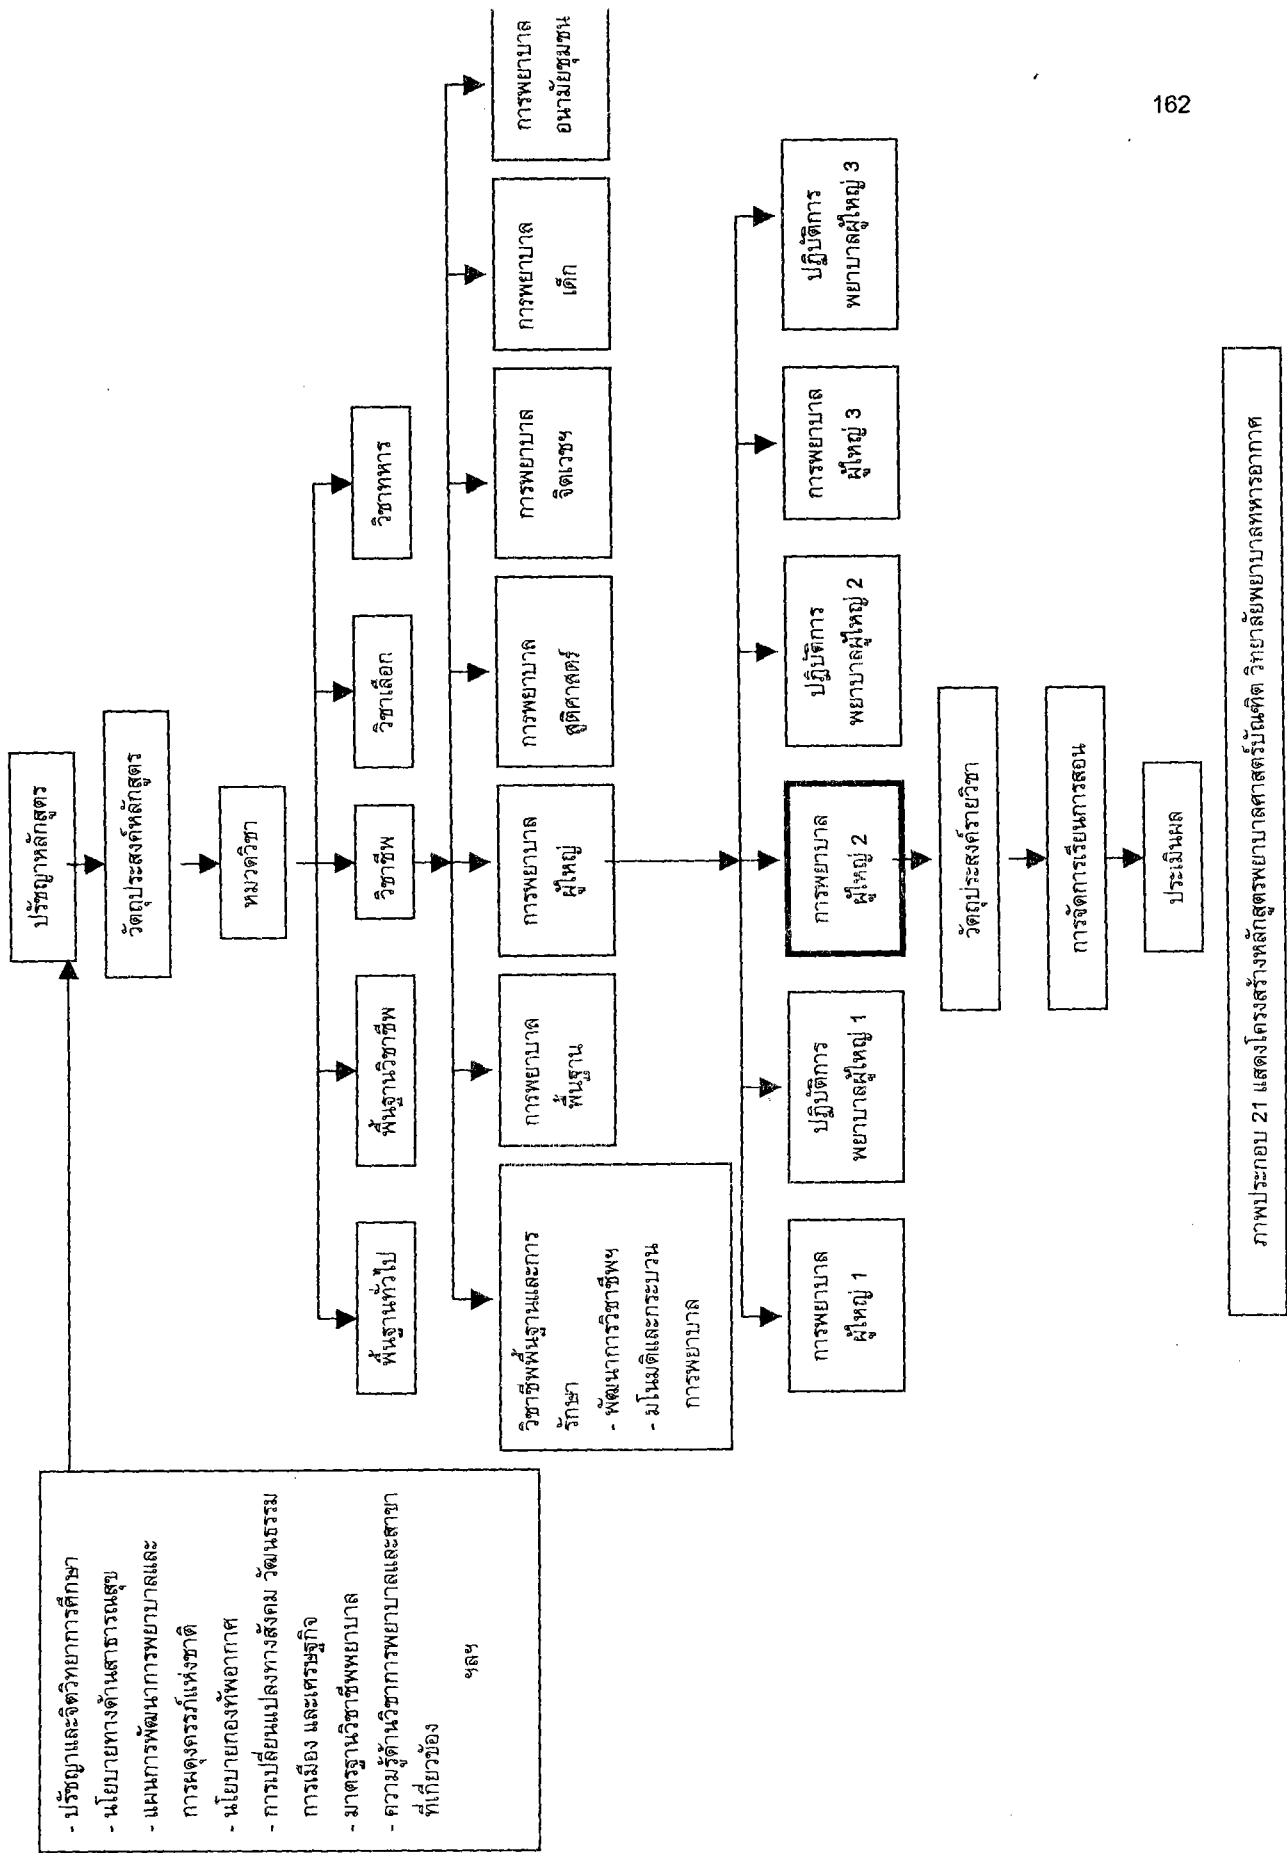 162
ปรัชญาหลักสูตร
- ปรัชญาและจิตวิทยาการศึกษา
- นโยบายทางด้านสาธารณสุข
- แผนการพัฒนาการพยาบาลและ
การผดุงครรภ์แห่งชาติ
- นโยบายกองทัพอากาศ
- การเปลี่ยนแปลงทางสังคม วัฒนธรรม
การเมือง และเศรษฐกิจ
- มาตรฐานวิชาชีพพยาบาล
- ความรู้ด้านวิชาการพยาบาลและสาขา
ที่เกี่ยวข้อง
ฯลฯ
วัตถุประสงค์หลักสูตร
หมวดวิชา
พื้นฐานทั่วไป
พื้นฐานวิชาชีพ
วิชาชีพ
วิชาเลือก
วิชาทหาร
วิชาชีพพื้นฐานและการ
รักษา
- พัฒนาการวิชาชีพฯ
- มโนมติและกระบวน
การพยาบาล
การพยาบาล
พื้นฐาน
การพยาบาล
ผู้ใหญ่
การพยาบาล
สูติศาสตร์
การพยาบาล
จิตเวชฯ
การพยาบาล
เด็ก
การพยาบาล
อนามัยชุมชน
การพยาบาล
ผู้ใหญ่ 1
ปฏิบัติการ
พยาบาลผู้ใหญ่ 1
การพยาบาล
ผู้ใหญ่ 2
ปฏิบัติการ
พยาบาลผู้ใหญ่ 2
การพยาบาล
ผู้ใหญ่ 3
ปฏิบัติการ
พยาบาลผู้ใหญ่ 3
วัตถุประสงค์รายวิชา
การจัดการเรียนการสอน
ประเมินผล
ภาพประกอบ 21 แสดงโครงสร้างหลักสูตรพยาบาลศาสตร์บัณฑิต วิทยาลัยพยาบาลทหารอากาศ